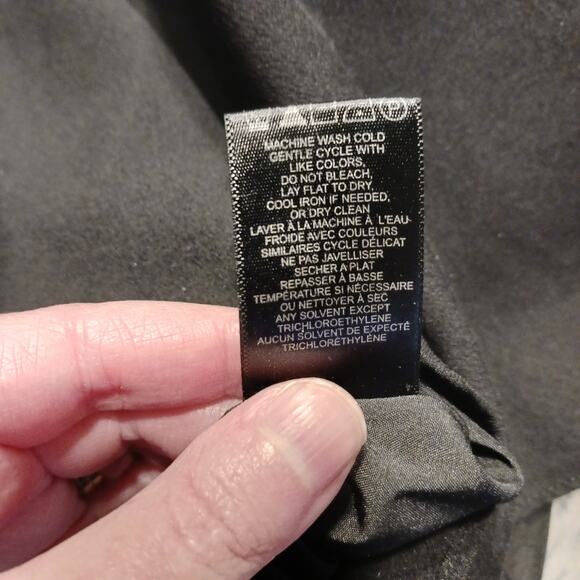 MACHINE WASH COLD
GENTLE CYCLE WITH
LIKE COLORS,
DO NOT BLEACH,
LAY FLAT TO DRY,
COOL IRON IF NEEDED,
OR DRY CLEAN
LAVER À LA MACHINE À L'EAU-
FROIDE AVEC COULEURS
SIMILAIRES CYCLE DÉLICAT
NE PAS JAVELLISER
SECHER A PLAT
REPASSER À BASSE
TEMPÉRATURE SI NÉCESSAIRE
OU NETTOYER À SEC
ANY SOLVENT EXCEPT
TRICHLOROETHYLENE
AUCUN SOLVENT DE EXPECTÉ
TRICHLORÉTHYLÈNE